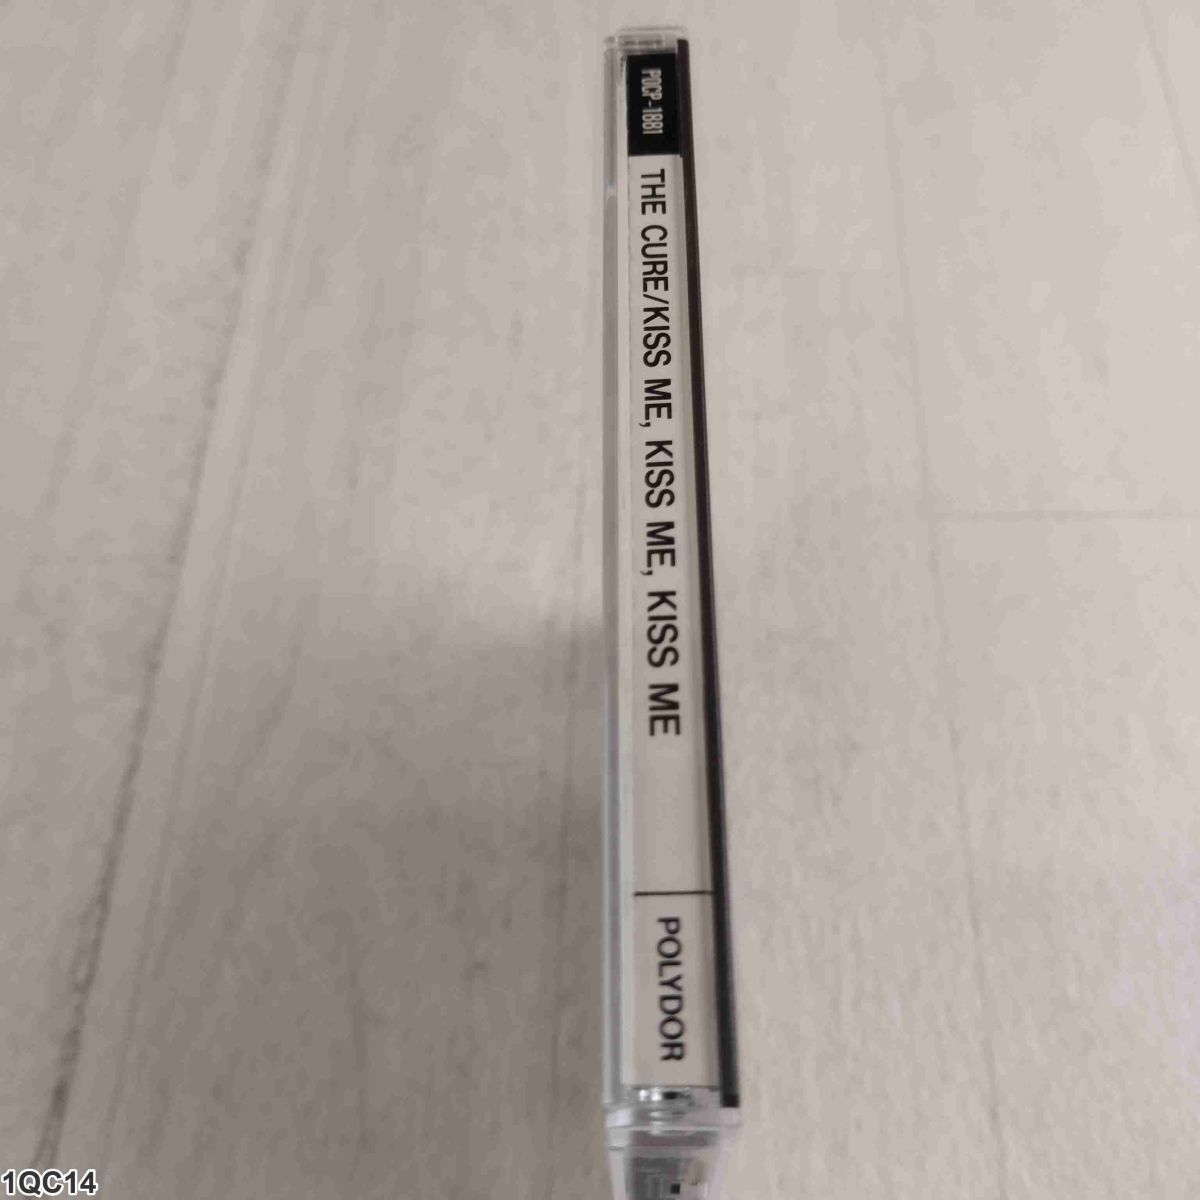 POCP-1881
THE CURE/KISS ME, KISS ME, KISS ME
POLYDOR
1QC14